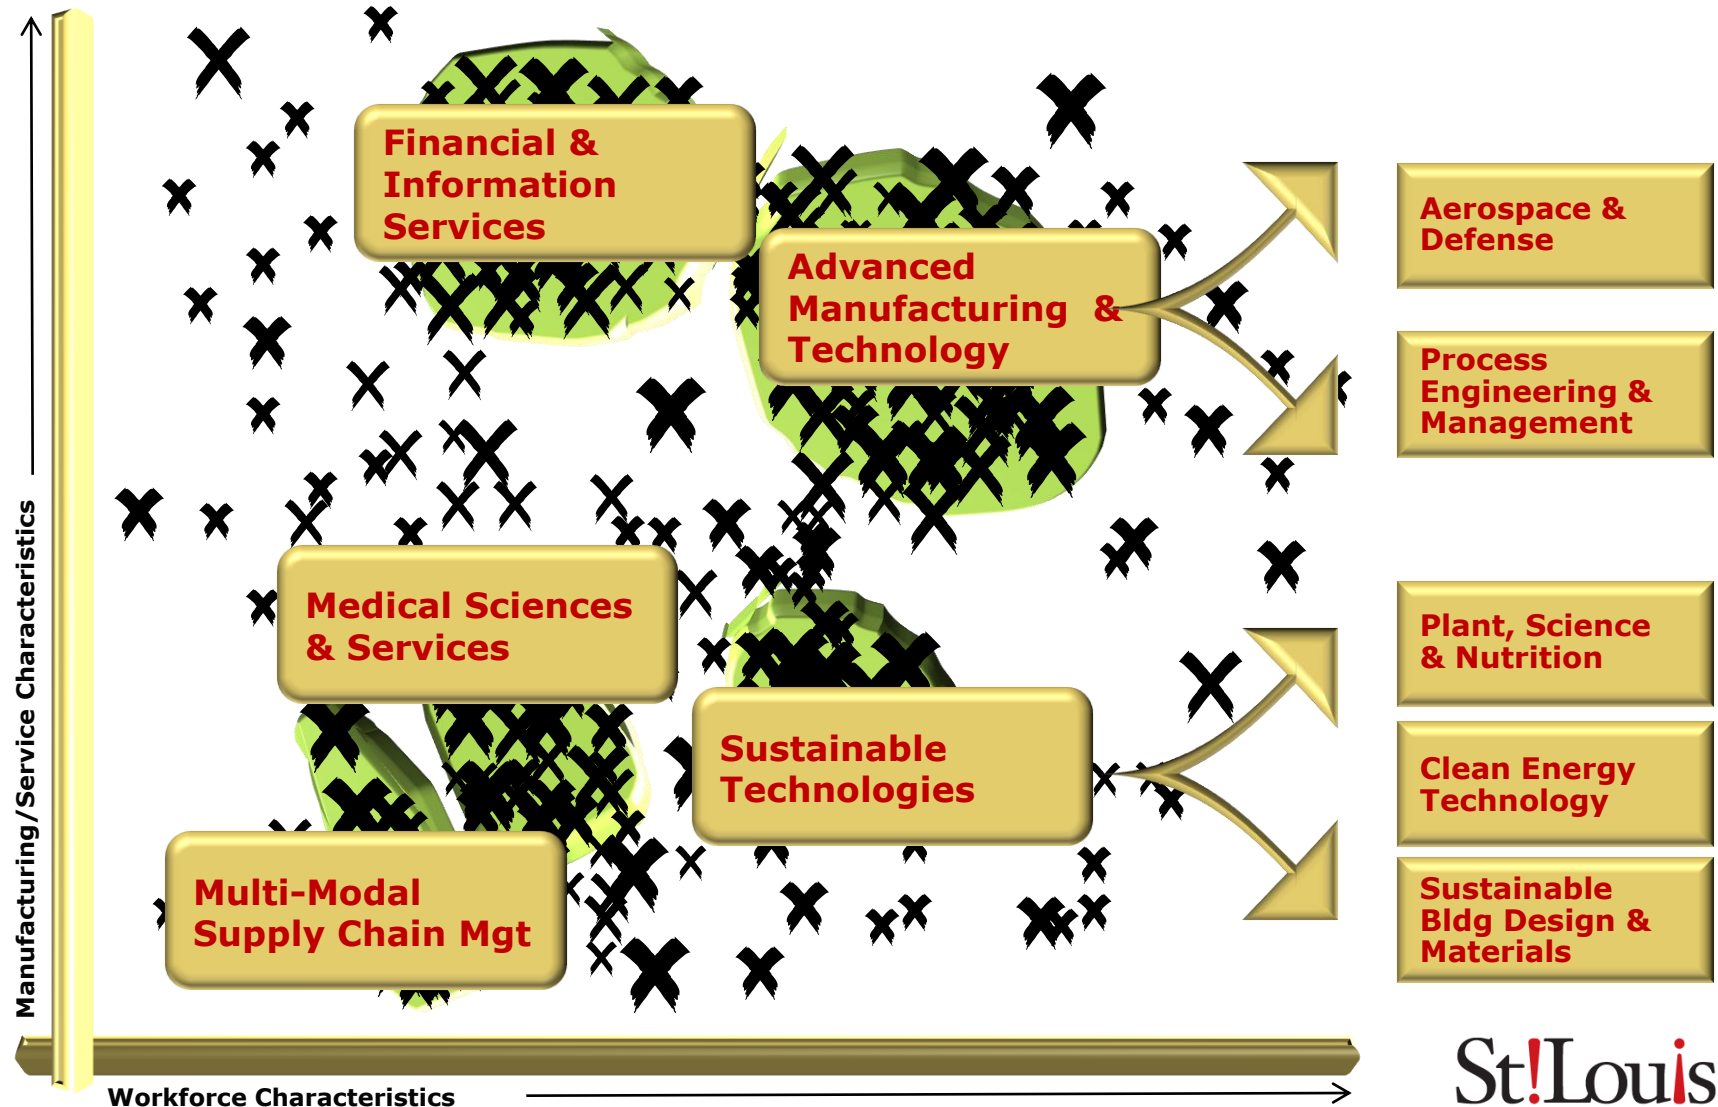 Manufacturing/Service Characteristics
Financial &
Information
Services
Advanced
Manufacturing &
Technology
Medical Sciences
& Services
Sustainable
Technologies
Multi-Modal
Supply Chain Mgt
Aerospace &
Defense
Process
Engineering &
Management
Plant, Science
& Nutrition
Clean Energy
Technology
Sustainable
Bldg Design &
Materials
Workforce Characteristics
St!Louis